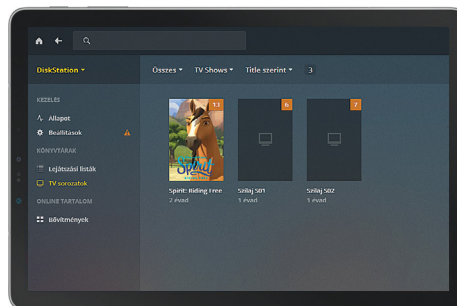 DiskStation
Összes TV Shows Title szerint 3
KEZELÉS
Állapot
Beállítások
KÖNYVTÁRAK
Lejátszási listák
TV sorozatok
ONLINE TARTALOM
Bővítmények
13 6 7
Spirit
Spirit: Riding Free Szilaj S01 Szilaj S02
2 évad 1 évad 1 évad